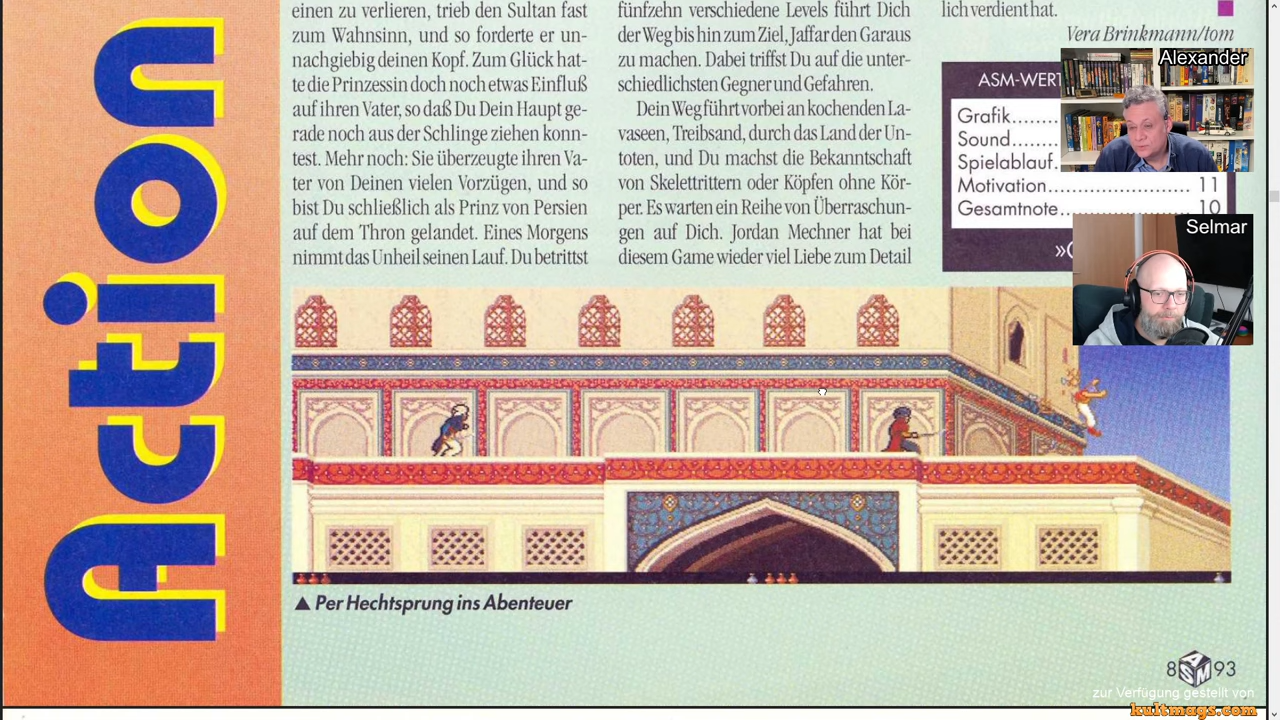 Action
einen zu verlieren, trieb den Sultan fast
zum Wahnsinn, und so forderte er un-
nachgiebig deinen Kopf. Zum Glück hat-
te die Prinzessin doch noch etwas Einfluß
auf ihren Vater, so daß Du Dein Haupt ge-
rade noch aus der Schlinge ziehen konn-
test. Mehr noch: Sie überzeugte ihren Va-
ter von Deinen vielen Vorzügen, und so
bist Du schließlich als Prinz von Persien
auf dem Thron gelandet. Eines Morgens
nimmt das Unheil seinen Lauf. Du betrittst
fünfzehn verschiedene Levels führt Dich
der Weg bis hin zum Ziel, Jaffar den Garaus
zu machen. Dabei triffst Du auf die unter-
schiedlichsten Gegner und Gefahren.
Dein Weg führt vorbei an kochenden La-
vaseen, Treibsand, durch das Land der Un-
toten, und Du machst die Bekanntschaft
von Skelettrittern oder Köpfen ohne Kör-
per. Es warten ein Reihe von Überraschun-
gen auf Dich. Jordan Mechner hat bei
diesem Game wieder viel Liebe zum Detail
lich verdient hat.
Vera Brinkmann/tom
ASM-WERT
Grafik........
Sound........
Spielablauf.
Motivation........................ 11
Gesamtnote...................... 10
Alexander
Selmar
▲ Per Hechtsprung ins Abenteuer
8 ASM 93
zur Verfügung gestellt von
kultmags.com